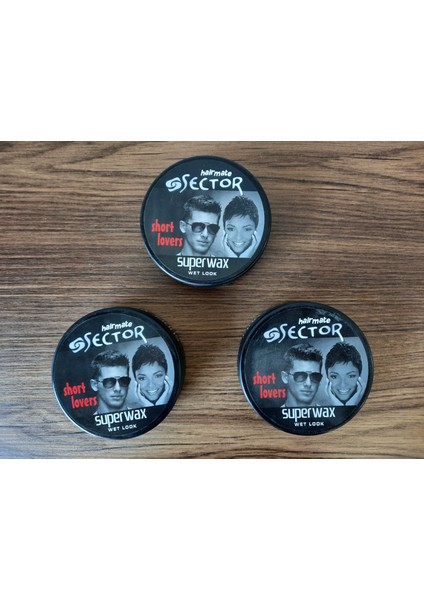 hairmate
SECTOR
short
lovers
superwax
WET LOOK
hairmate
SECTOR
short
lovers
superwax
WET LOOK
hairmate
SECTOR
short
lovers
superwax
WET LOOK